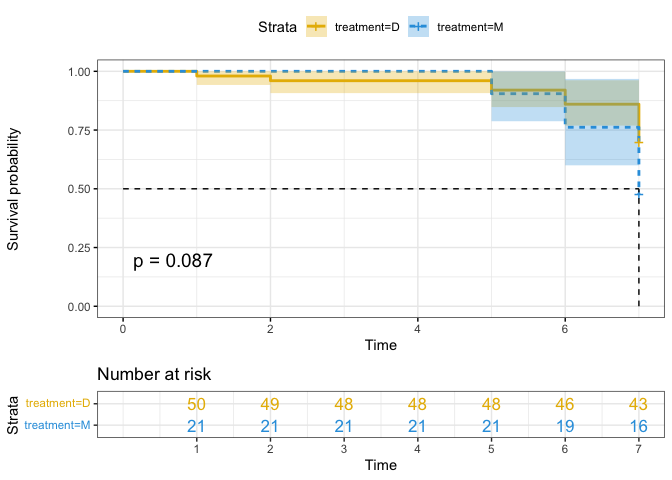 Strata treatment=D treatment=M
Survival probability
1.00
0.75
0.50
0.25
0.00
p = 0.087
0 2 4 6
Time
Number at risk
Strata
treatment=D 50 49 48 48 48 46 43
treatment=M 21 21 21 21 21 19 16
1 2 3 4 5 6 7
Time